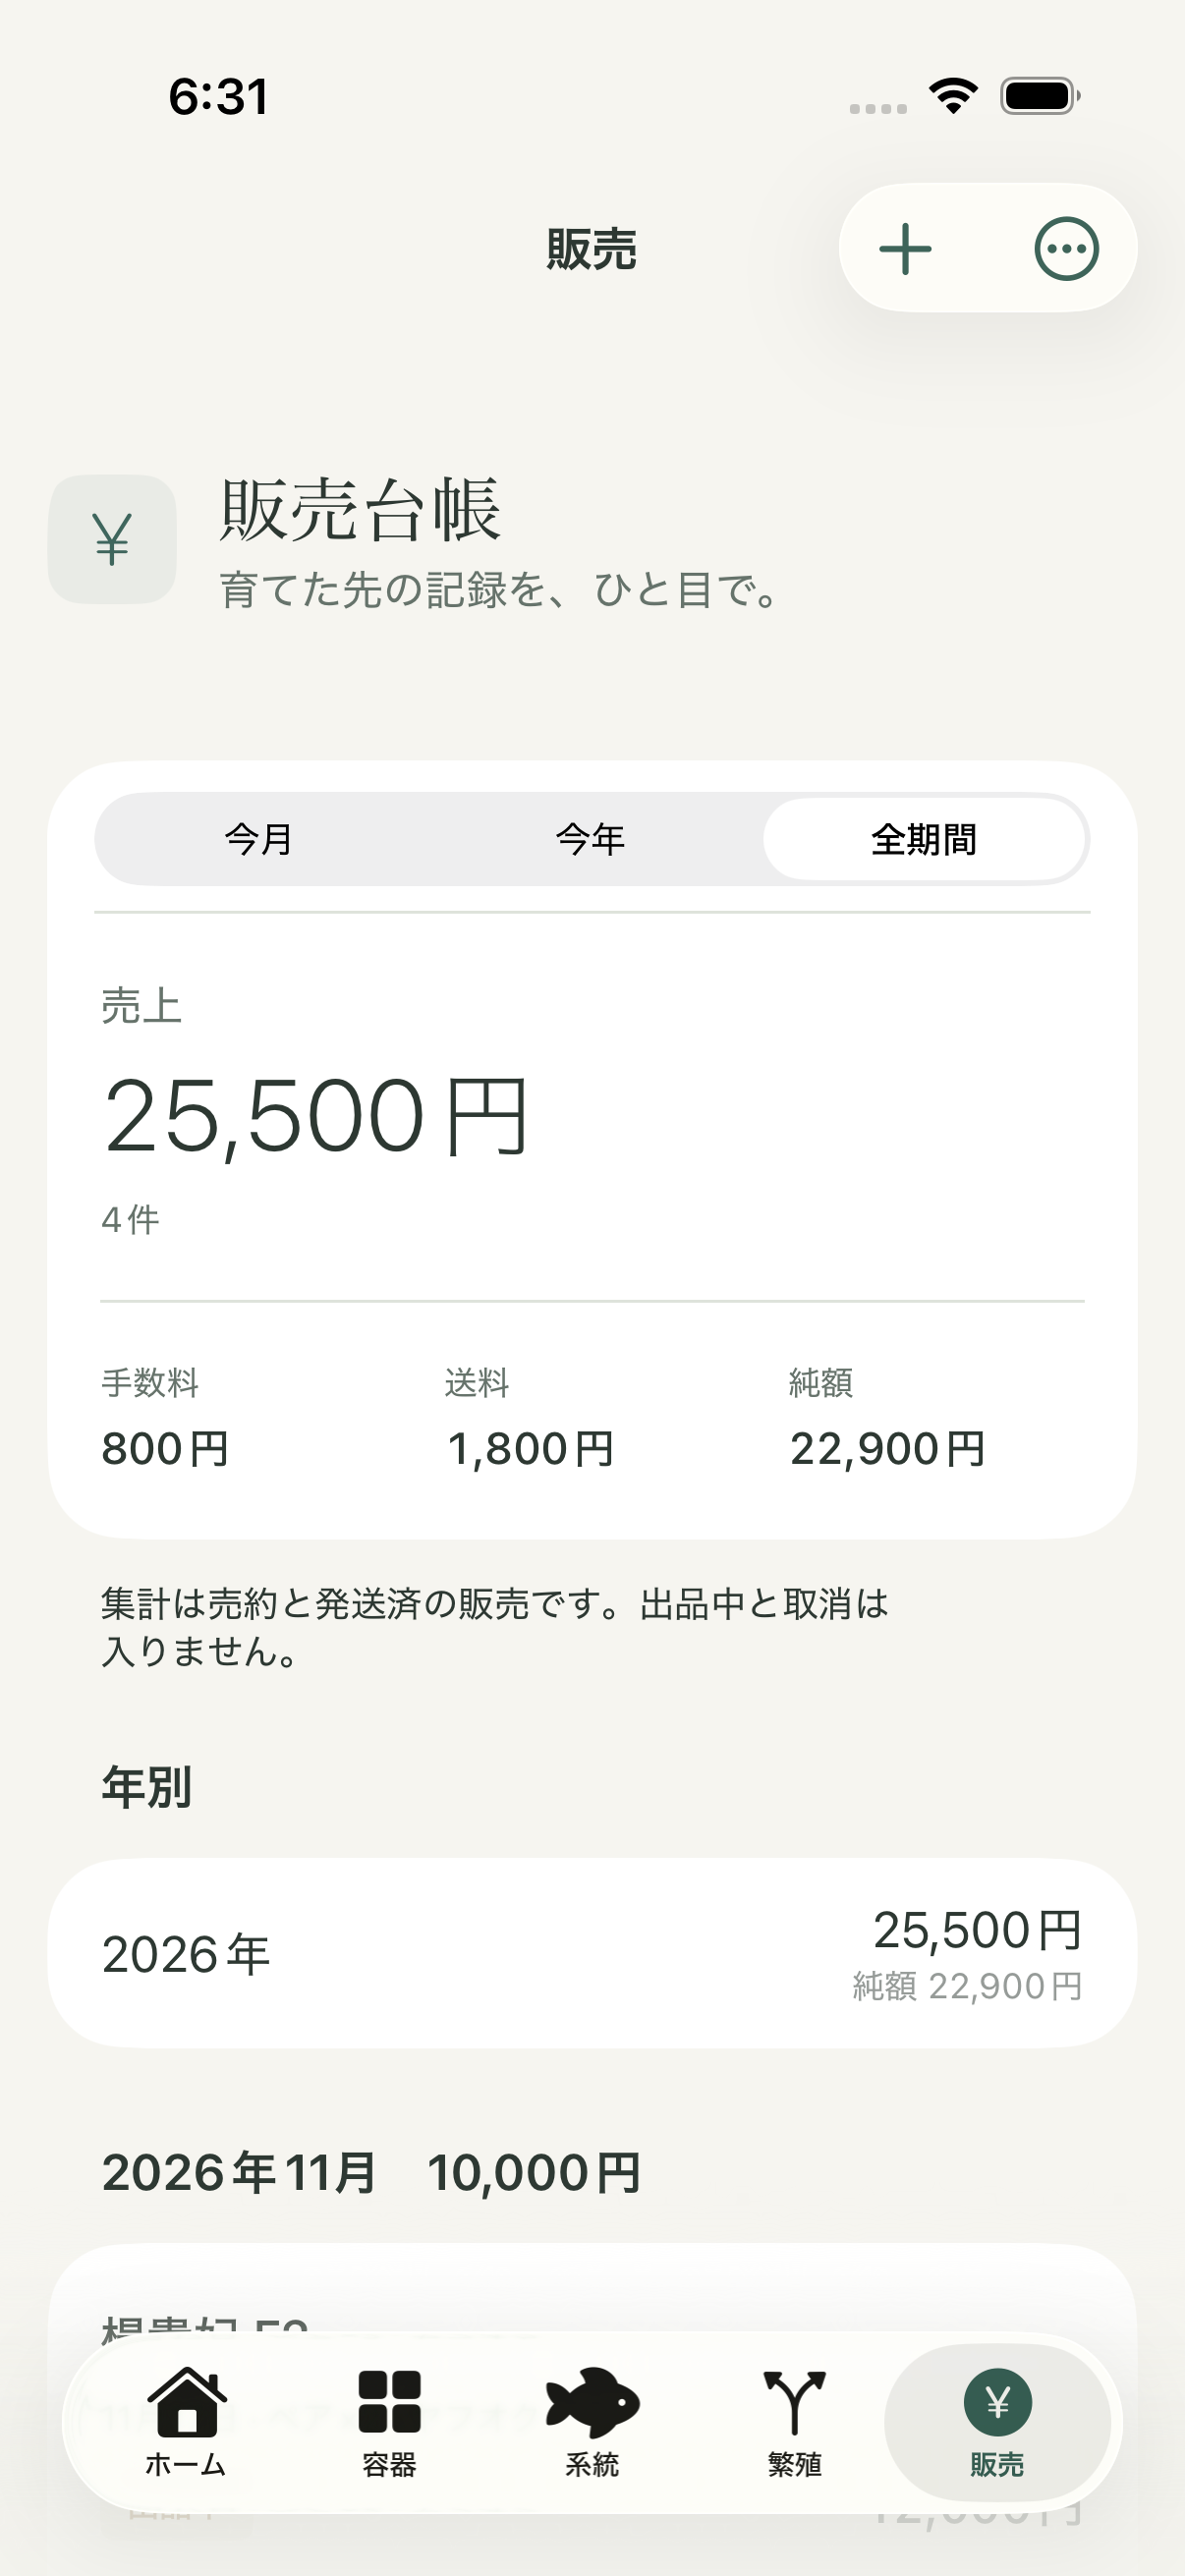 6:31
販売
販売台帳
育てた先の記録を、ひと目で。
今月 今年 全期間
売上
25,500円
4件
手数料 送料 純額
800円 1,800円 22,900円
集計は売約と発送済の販売です。出品中と取消は
入りません。
年別
2026年
25,500円
純額 22,900円
2026年11月 10,000円
楊貴妃 F2
ホーム 容器 系統 繁殖 販売